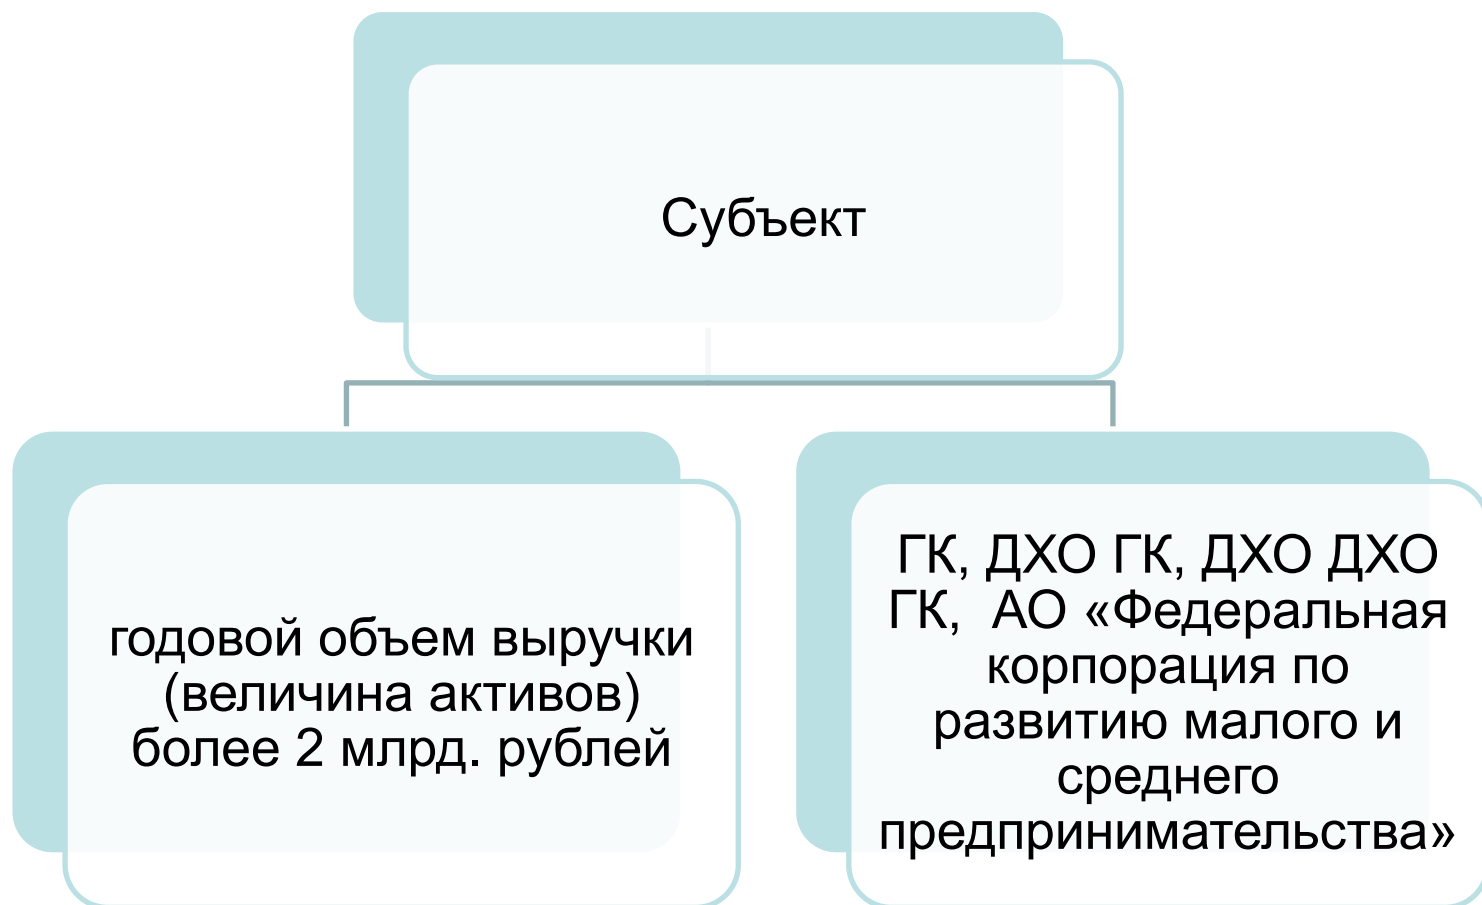 Субъект
годовой объем выручки
(величина активов)
более 2 млрд. рублей
ГК, ДХО ГК, ДХО ДХО
ГК, АО «Федеральная
корпорация по
развитию малого и
среднего
предпринимательства»